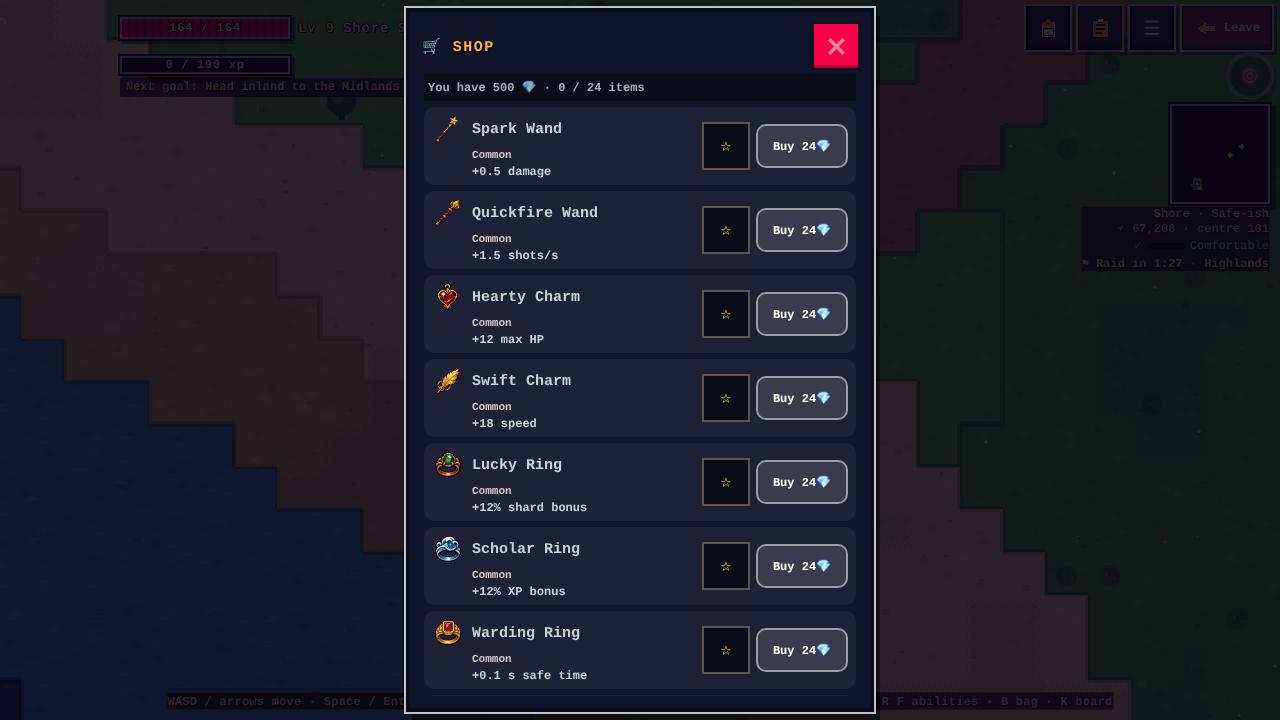 164 / 164
Lv 9 Shore S
0 / 190 xp
Next goal: Head inland to the Midlands
🛒 SHOP
Leave
You have 500 💎 · 0 / 24 items
Spark Wand
Common
+0.5 damage
☆
Buy 24💎
Quickfire Wand
Common
+1.5 shots/s
☆
Buy 24💎
Hearty Charm
Common
+12 max HP
☆
Buy 24💎
Swift Charm
Common
+18 speed
☆
Buy 24💎
Lucky Ring
Common
+12% shard bonus
☆
Buy 24💎
Scholar Ring
Common
+12% XP bonus
☆
Buy 24💎
Warding Ring
Common
+0.1 s safe time
☆
Buy 24💎
Shore · Safe-ish
67,208 · centre 101
✓ Comfortable
⚑ Raid in 1:27 · Highlands
WASD / arrows move · Space / Ent
R F abilities · B bag · K board